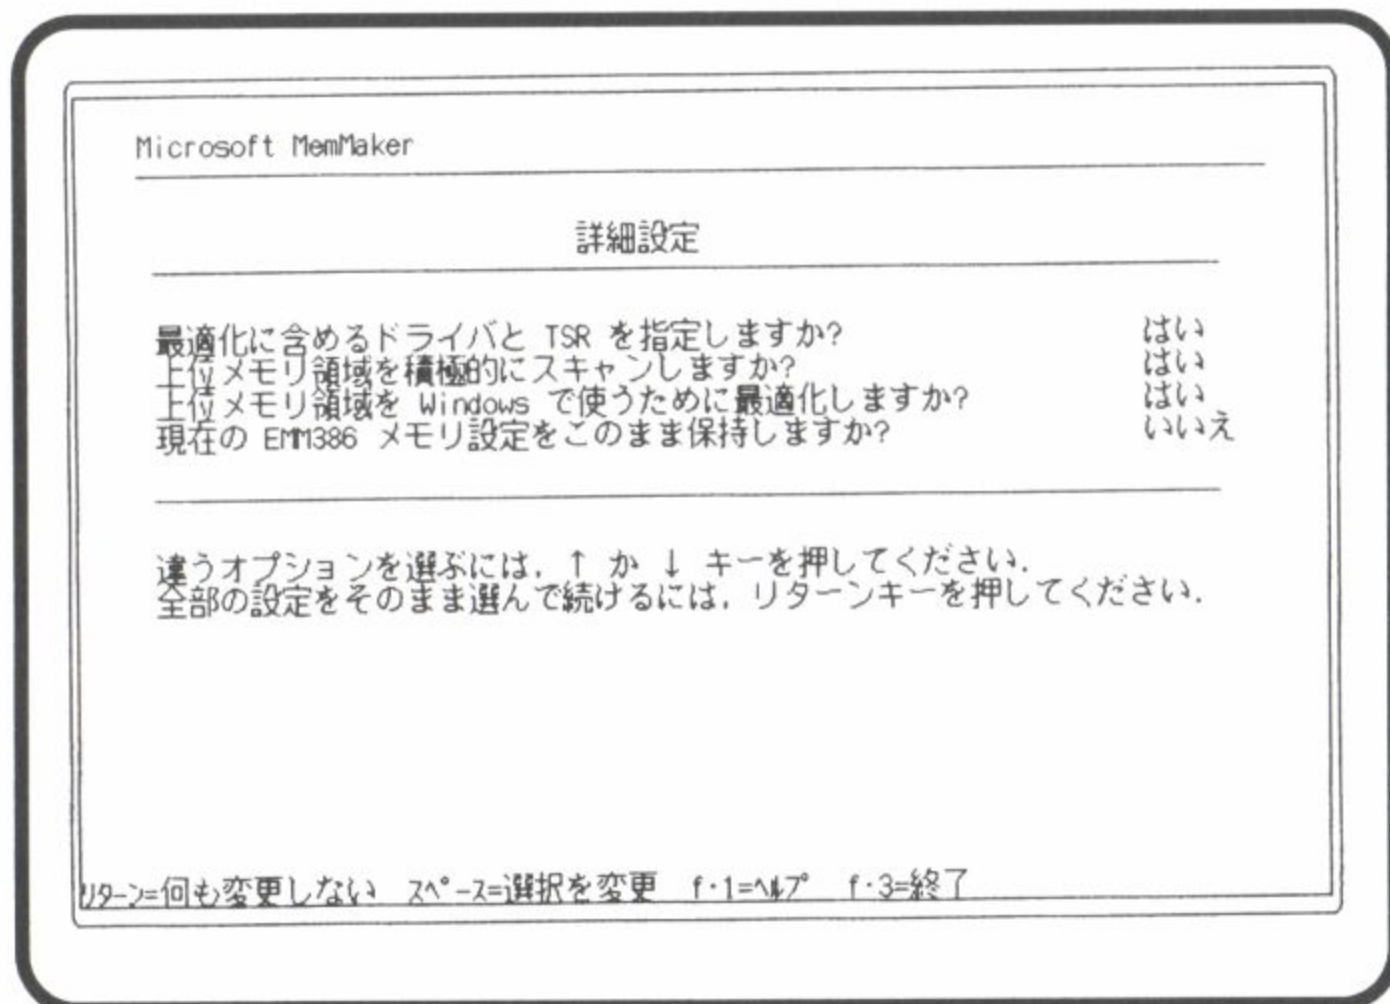 Microsoft MemMaker
詳細設定
最適化に含めるドライバと TSR を指定しますか? はい
上位メモリ領域を積極的にスキャンしますか? はい
上位メモリ領域を Windows で使うために最適化しますか? はい
現在の EMM386 メモリ設定をこのまま保持しますか? いいえ
違うオプションを選ぶには, ↑ か ↓ キーを押してください.
全部の設定をそのまま選んで続けるには, リターンキーを押してください.
ﾘﾀｰﾝ=何も変更しない ｽﾍﾟｰｽ=選択を変更 f・1=ﾍﾙﾌﾟ f・3=終了